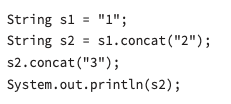 String s1 = "1";
String s2 = s1.concat("2");
s2.concat("3");
System.out.println(s2);